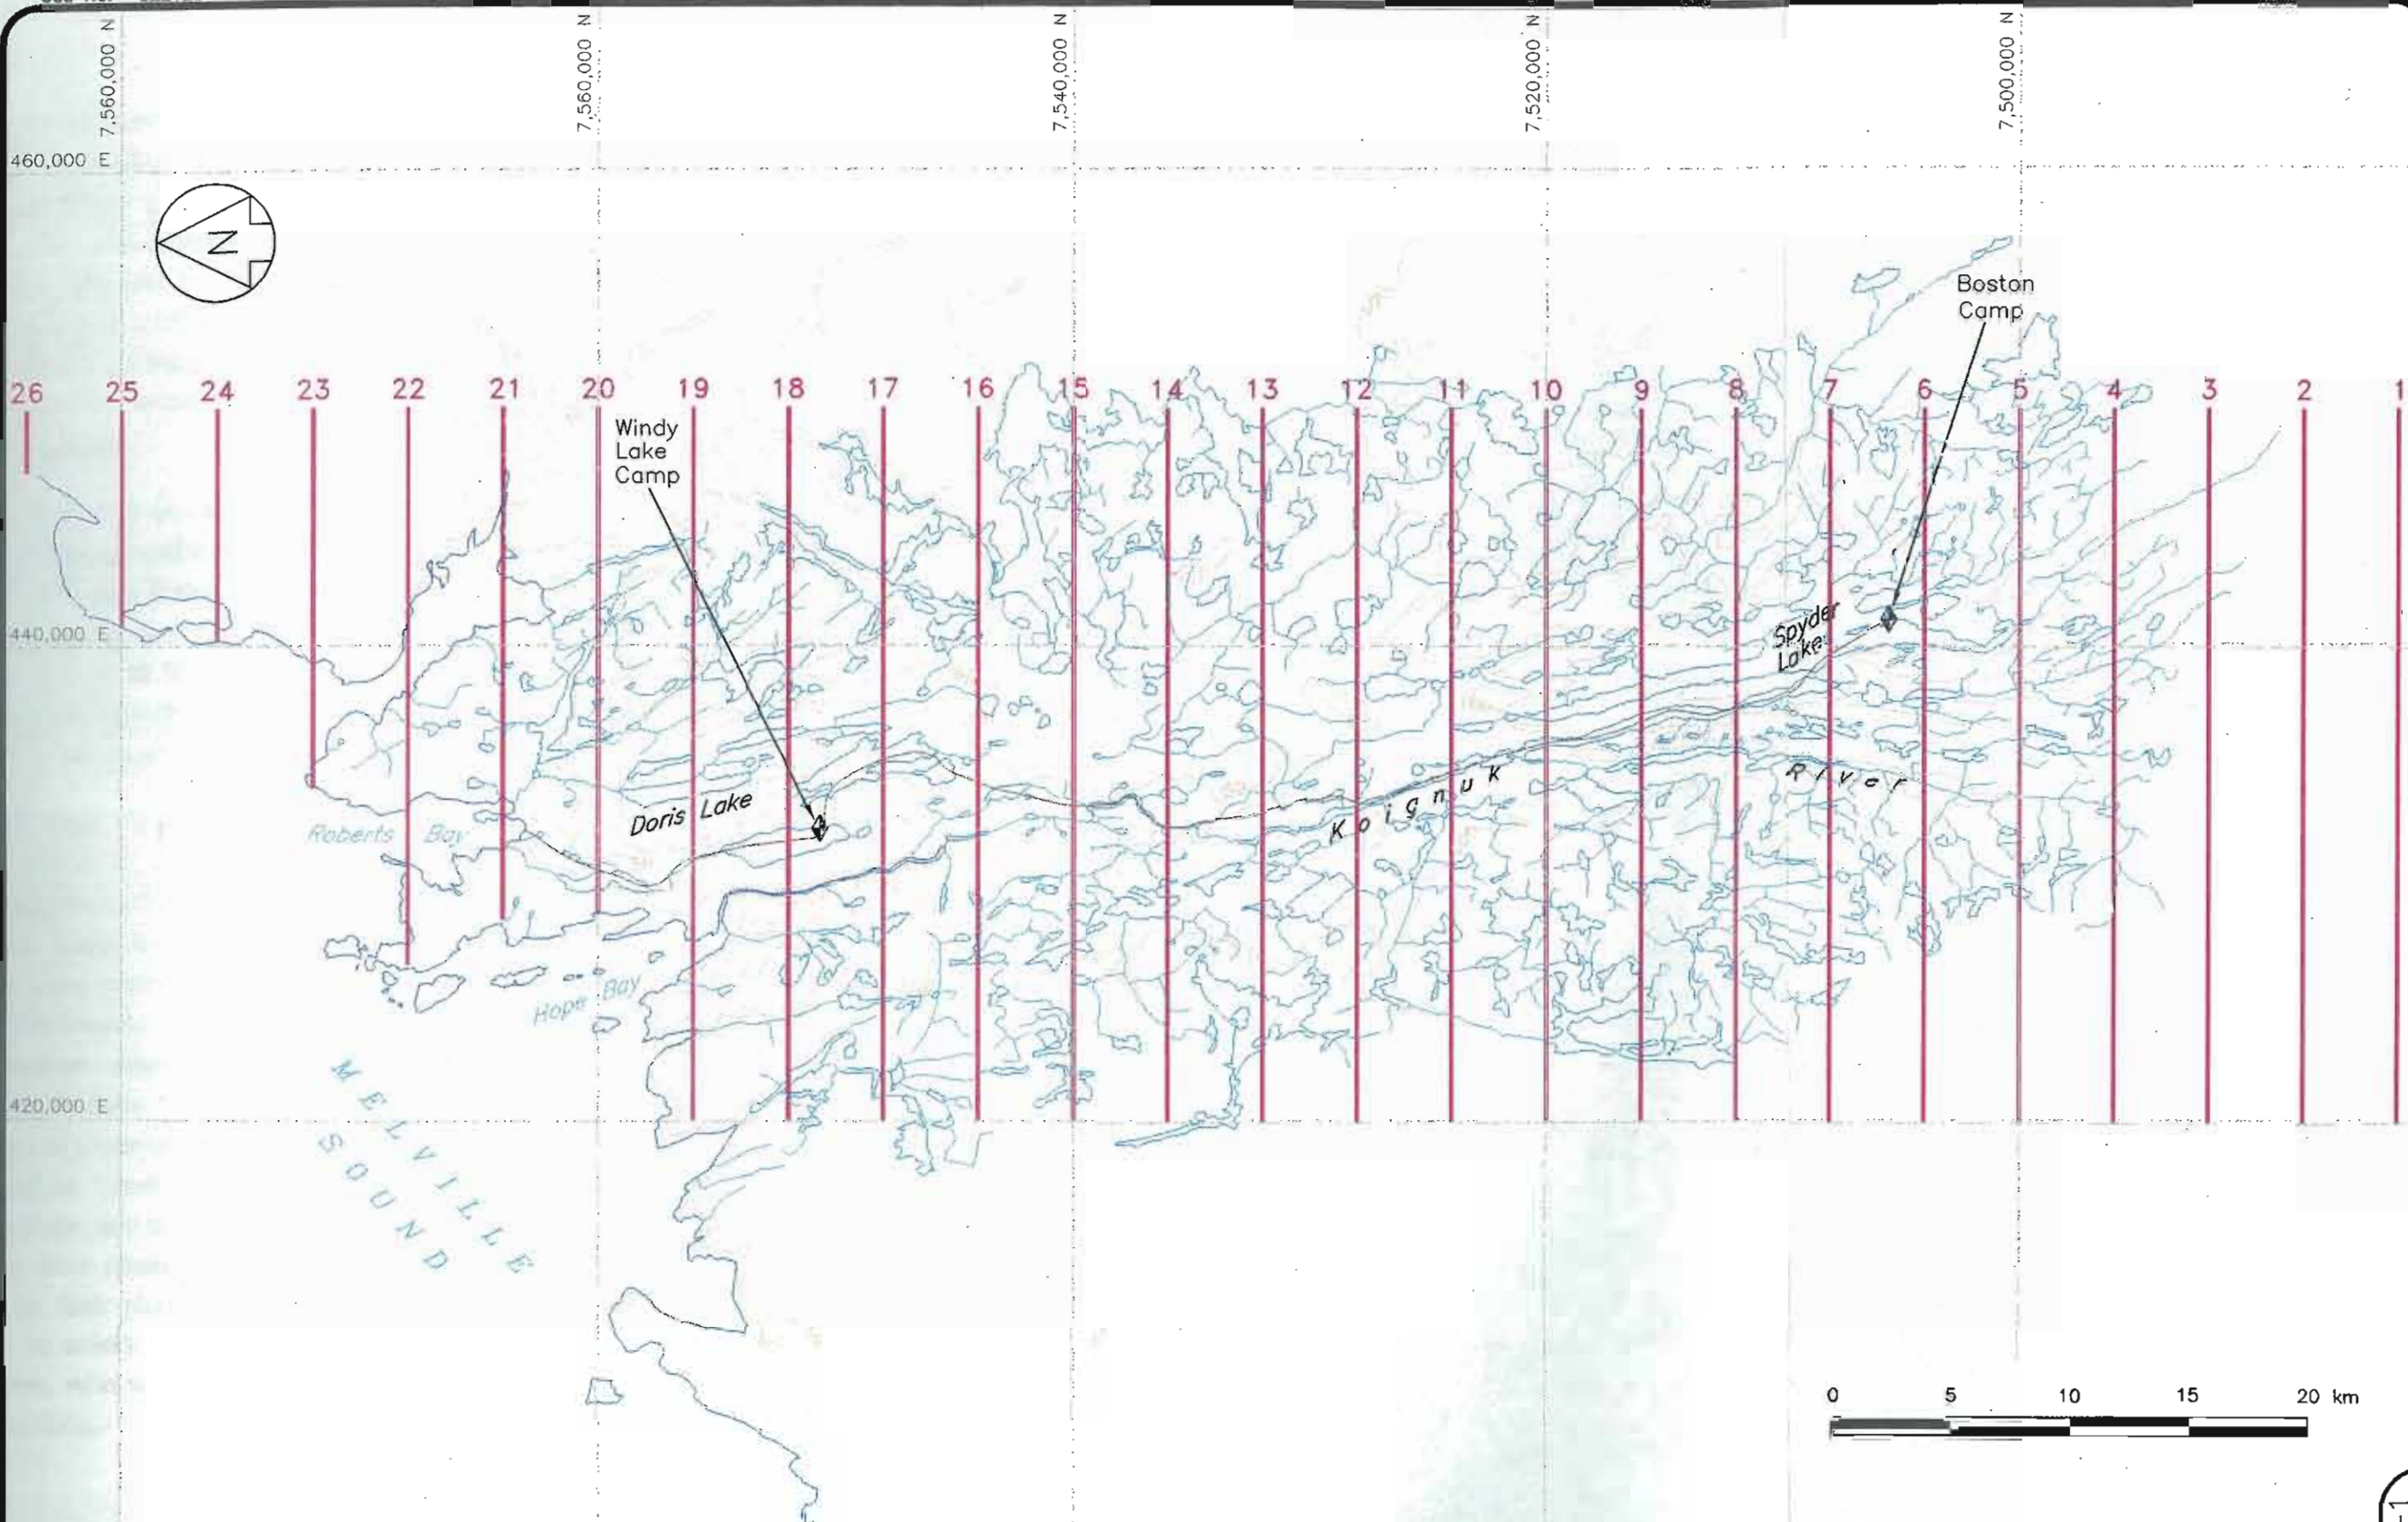 7,560,000 N
7,560,000 N
7,540,000 N
7,520,000 N
7,500,000 N
460,000 E
N
Boston
Camp
26 25 24 23 22 21 20 19 18 17 16 15 14 13 12 11 10 9 8 7 6 5 4 3 2 1
Windy
Lake
Camp
440,000 E
Spyder
Lake
Doris Lake
Koignuk River
Roberts Bay
Hope Bay
MELVILLE
SOUND
420,000 E
0 5 10 15 20 km